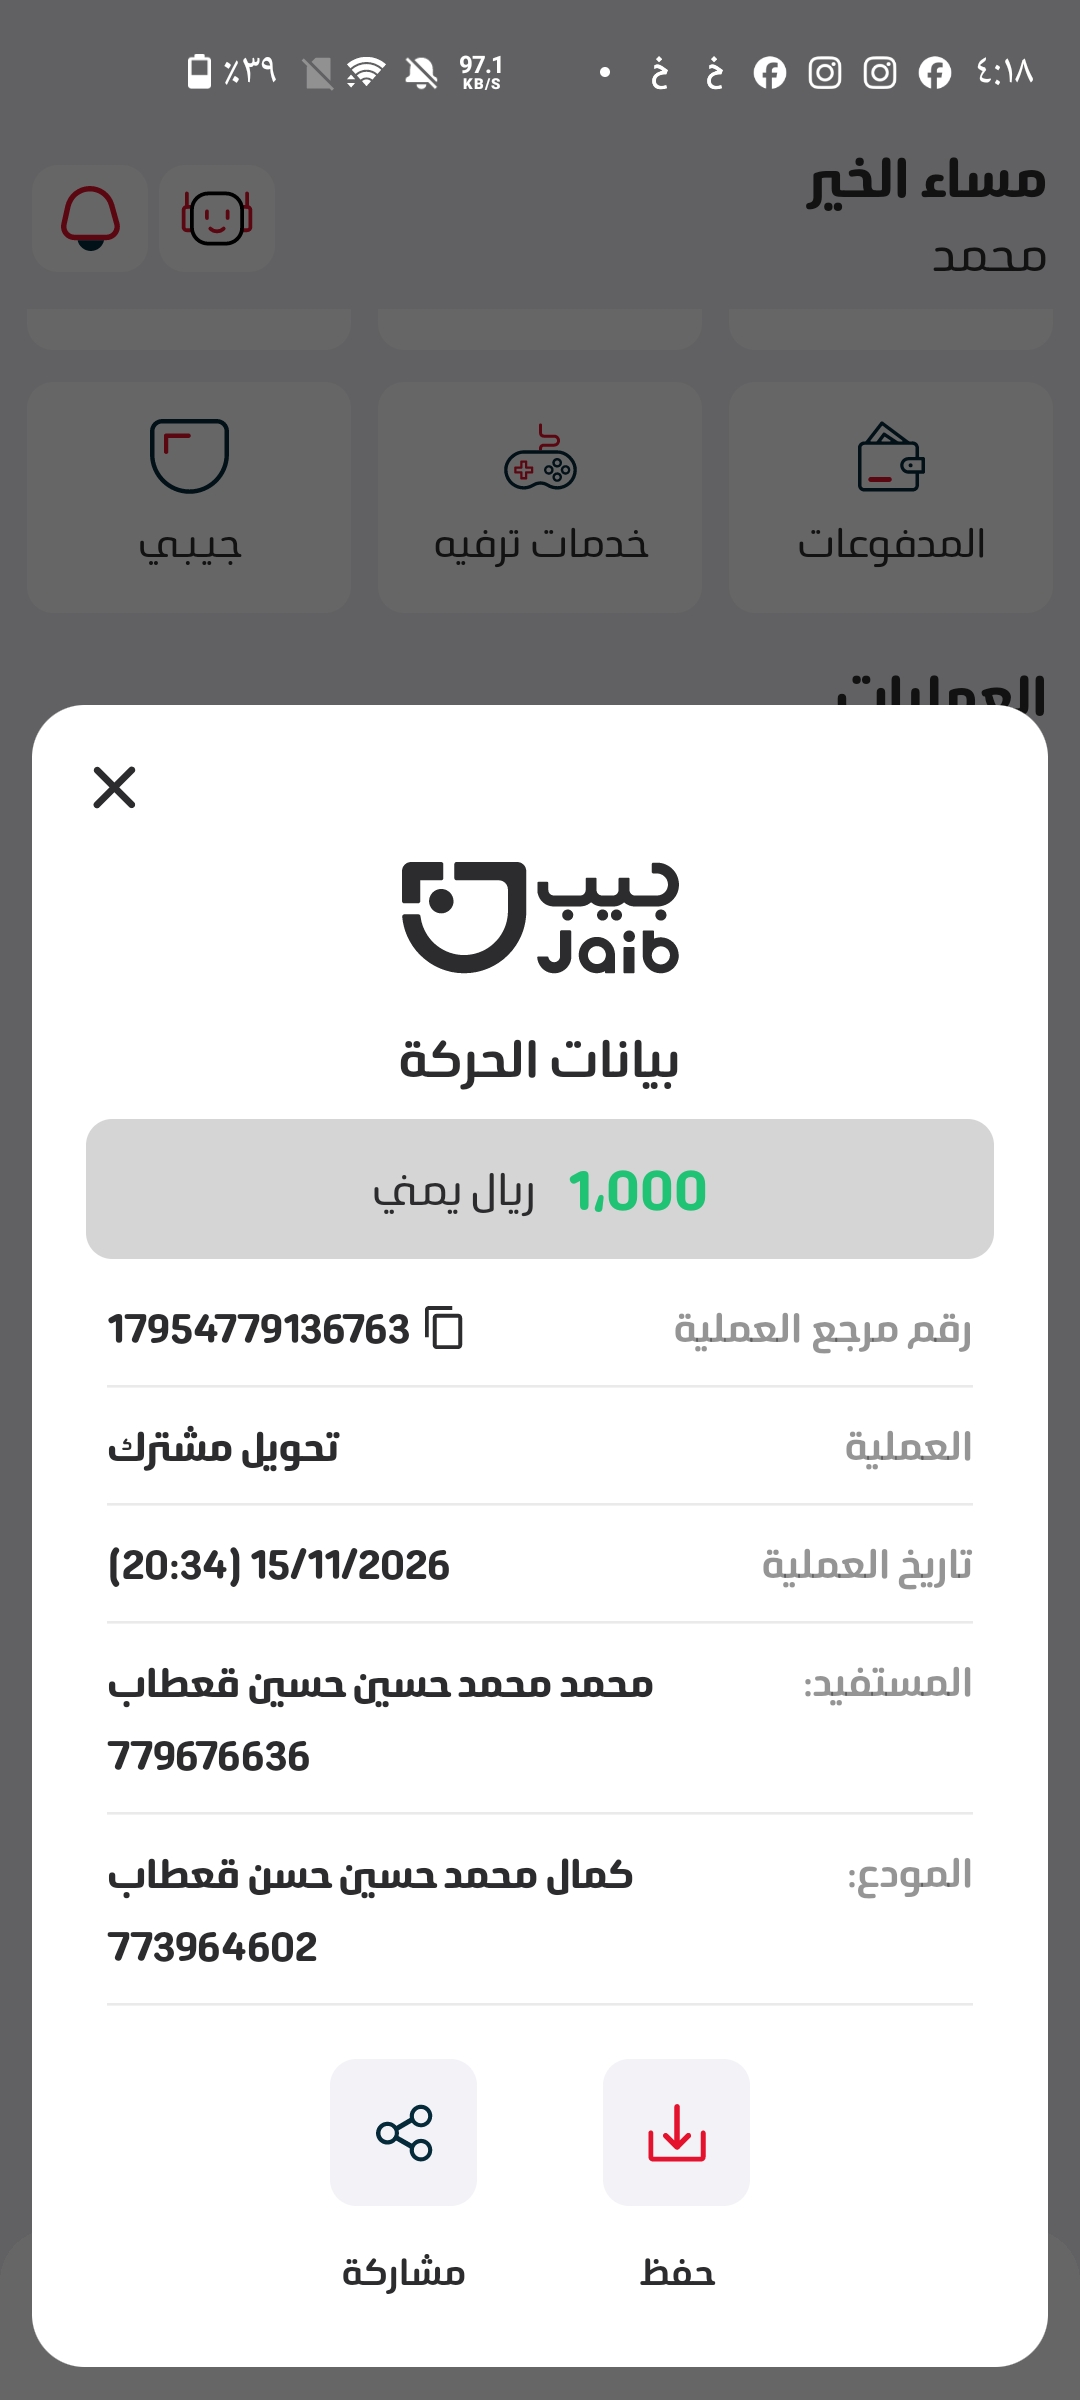 ٤:١٨
97.1
KB/S
٪٣٩
مساء الخير
محمد
المدفوعات
خدمات ترفيه
جيبي
العمليات
جيب
Jaib
بيانات الحركة
1,000 ريال يمني
رقم مرجع العملية 17954779136763
العملية تحويل مشترك
تاريخ العملية 15/11/2026 (20:34)
المستفيد: محمد محمد حسين حسين قعطاب
779676636
المودع: كمال محمد حسين حسن قعطاب
773964602
حفظ
مشاركة